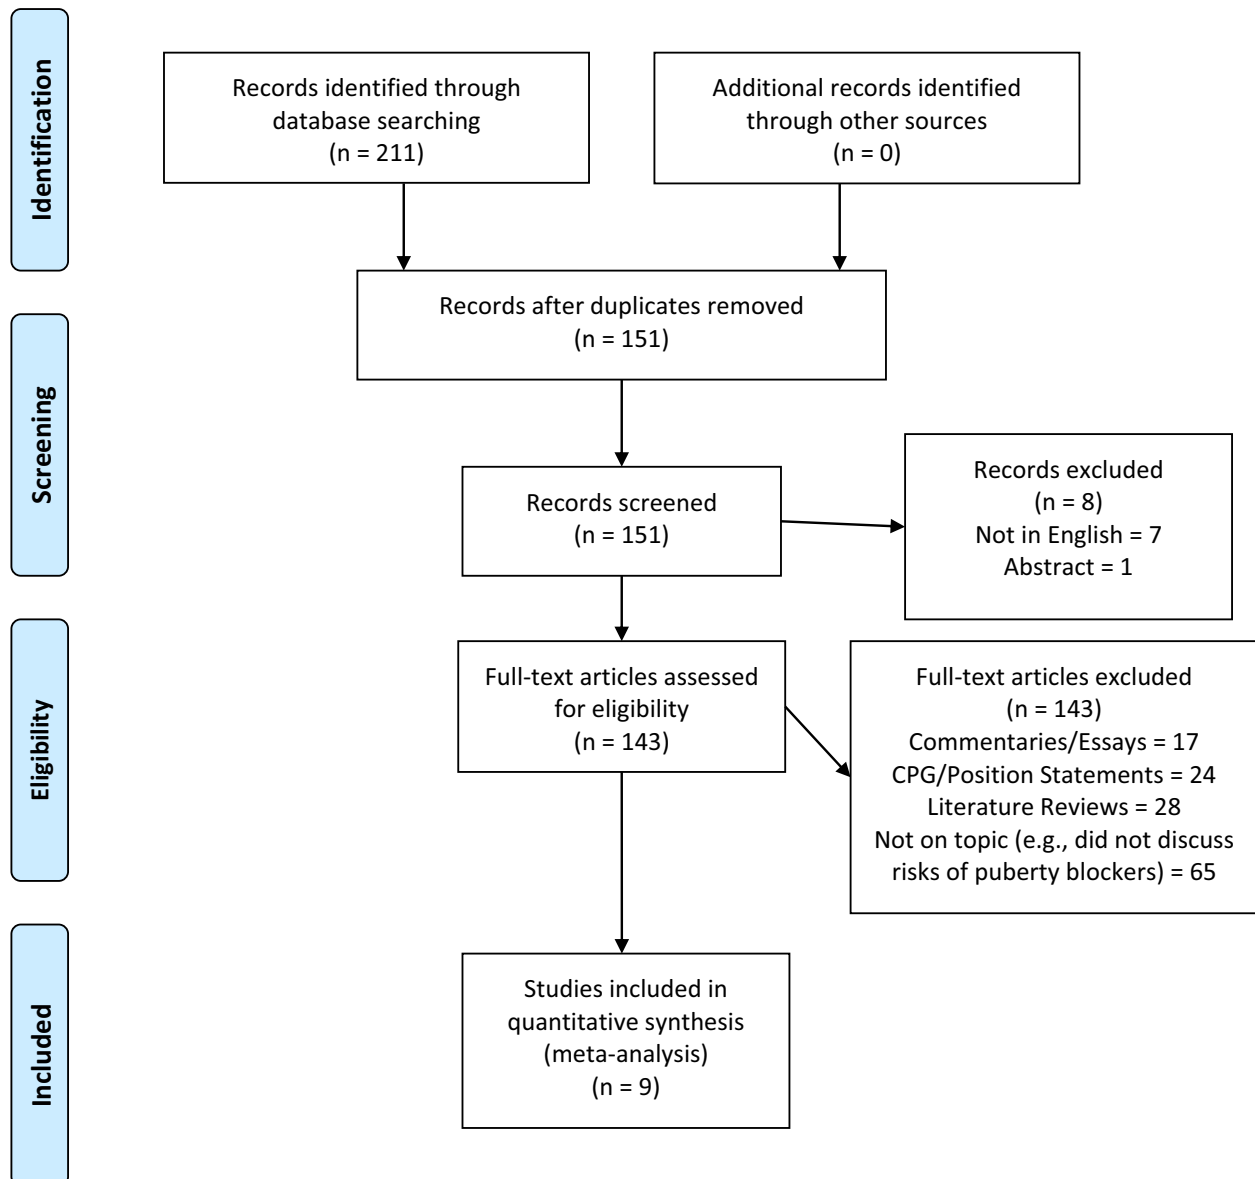 Identification
Records identified through
database searching
(n = 211)
Additional records identified
through other sources
(n = 0)
Records after duplicates removed
(n = 151)
Screening
Records screened
(n = 151)
Records excluded
(n = 8)
Not in English = 7
Abstract = 1
Eligibility
Full-text articles assessed
for eligibility
(n = 143)
Full-text articles excluded
(n = 143)
Commentaries/Essays = 17
CPG/Position Statements = 24
Literature Reviews = 28
Not on topic (e.g., did not discuss
risks of puberty blockers) = 65
Included
Studies included in
quantitative synthesis
(meta-analysis)
(n = 9)